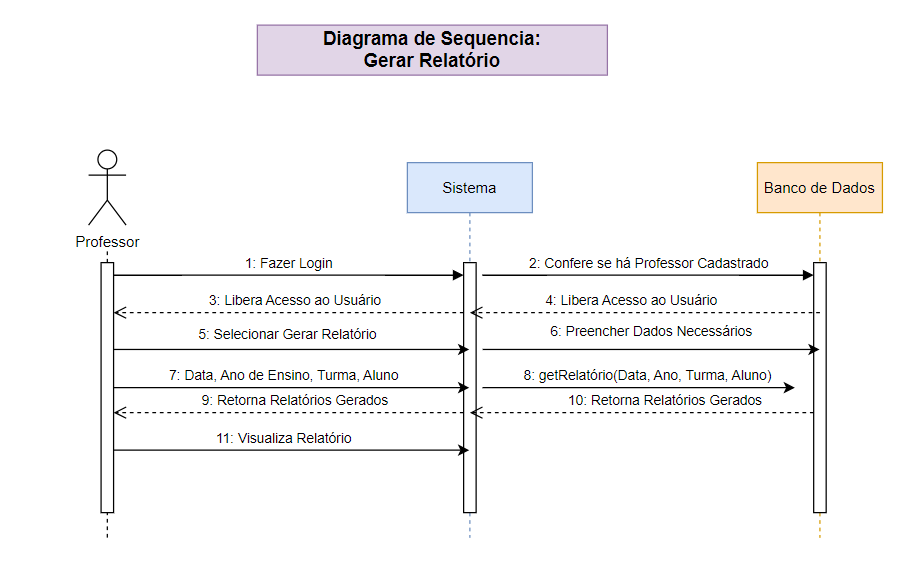 Diagrama de Sequencia:
Gerar Relatório
Professor
Sistema
Banco de Dados
1: Fazer Login
2: Confere se há Professor Cadastrado
3: Libera Acesso ao Usuário
4: Libera Acesso ao Usuário
5: Selecionar Gerar Relatório
6: Preencher Dados Necessários
7: Data, Ano de Ensino, Turma, Aluno
8: getRelatório(Data, Ano, Turma, Aluno)
9: Retorna Relatórios Gerados
10: Retorna Relatórios Gerados
11: Visualiza Relatório